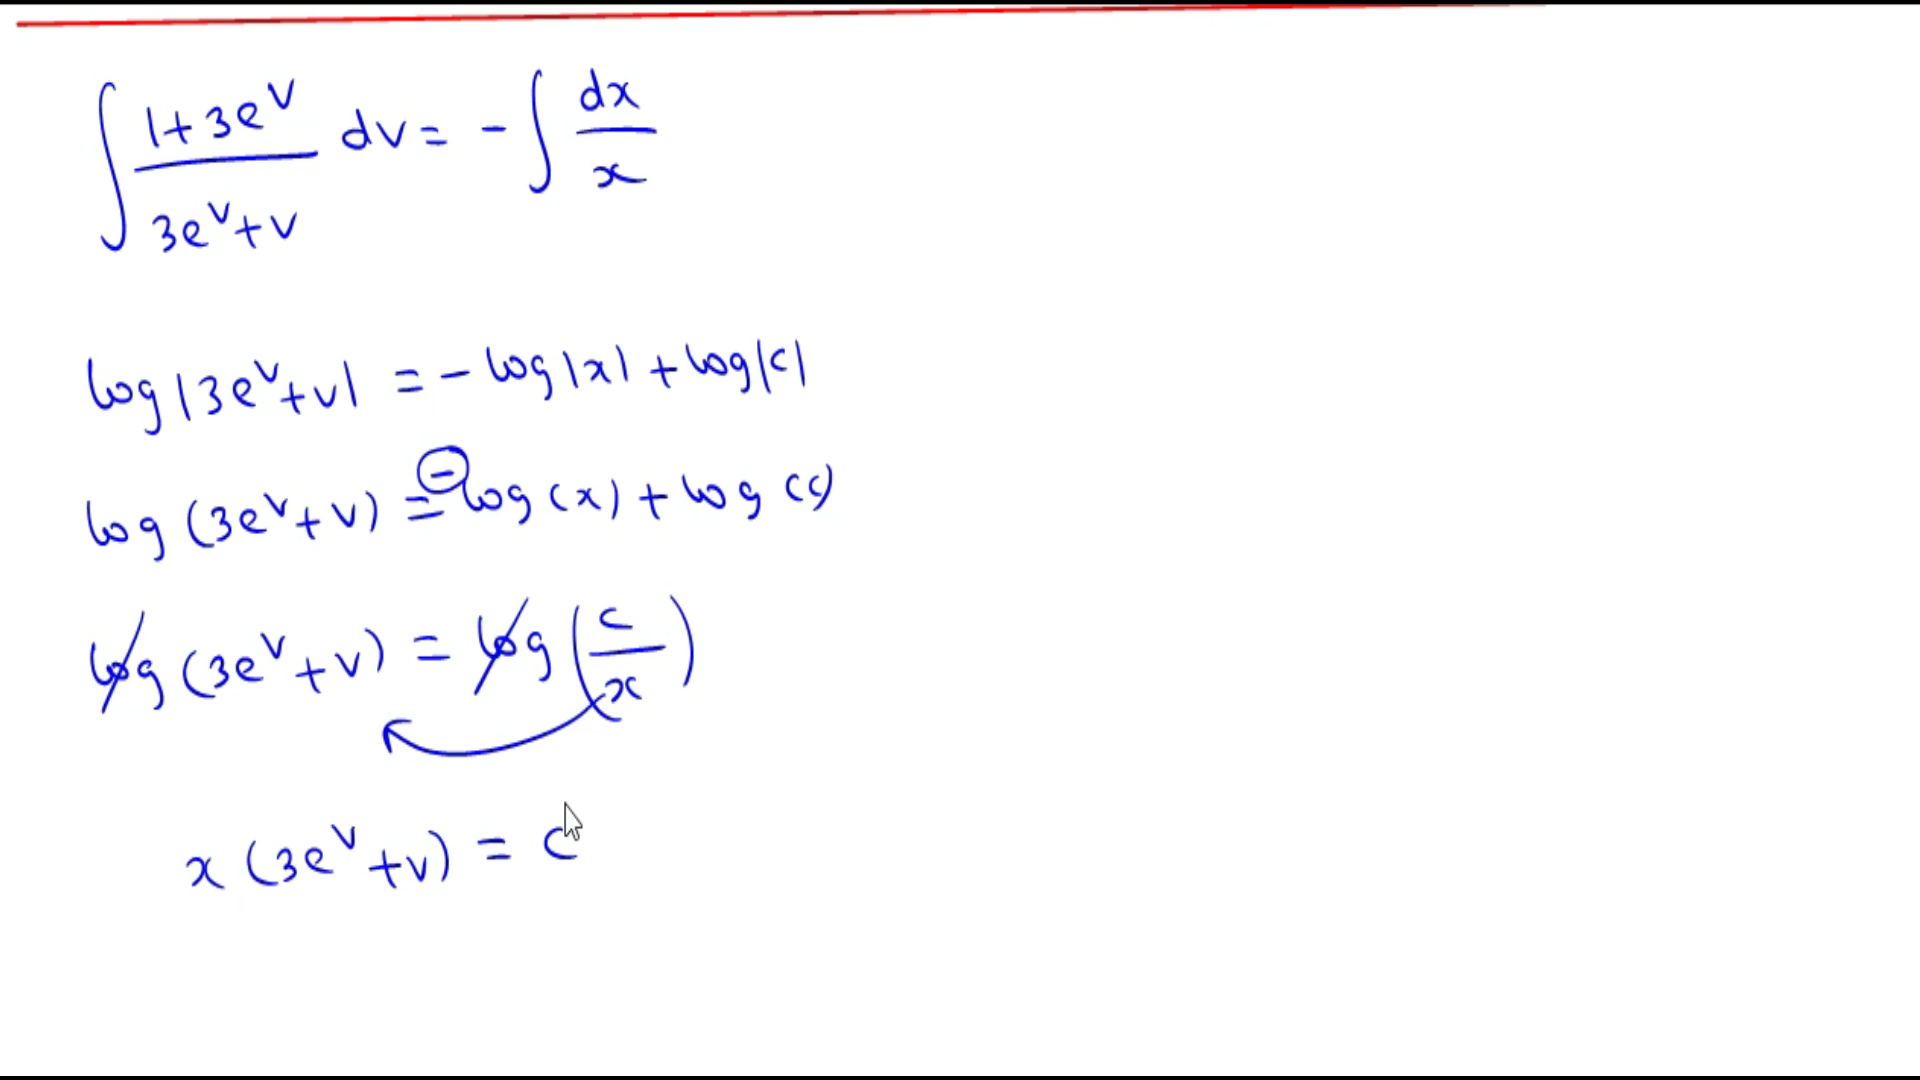 ∫ (1+3e^v)/(3e^v+v) dv = - ∫ dx/x
log|3e^v+v| = - log|x| + log|c|
log (3e^v+v) = - log (x) + log (c)
log (3e^v+v) = log (c/x)
x (3e^v+v) = c